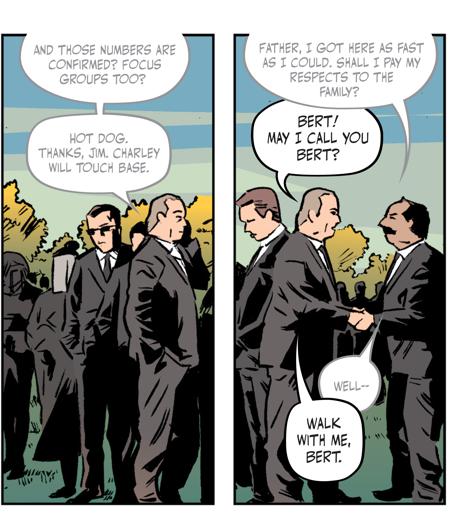 AND THOSE NUMBERS ARE
CONFIRMED? FOCUS
GROUPS TOO?
HOT DOG.
THANKS, JIM. CHARLEY
WILL TOUCH BASE.
FATHER, I GOT HERE AS FAST
AS I COULD. SHALL I PAY MY
RESPECTS TO THE
FAMILY?
BERT!
MAY I CALL YOU
BERT?
WELL--
WALK
WITH ME,
BERT.